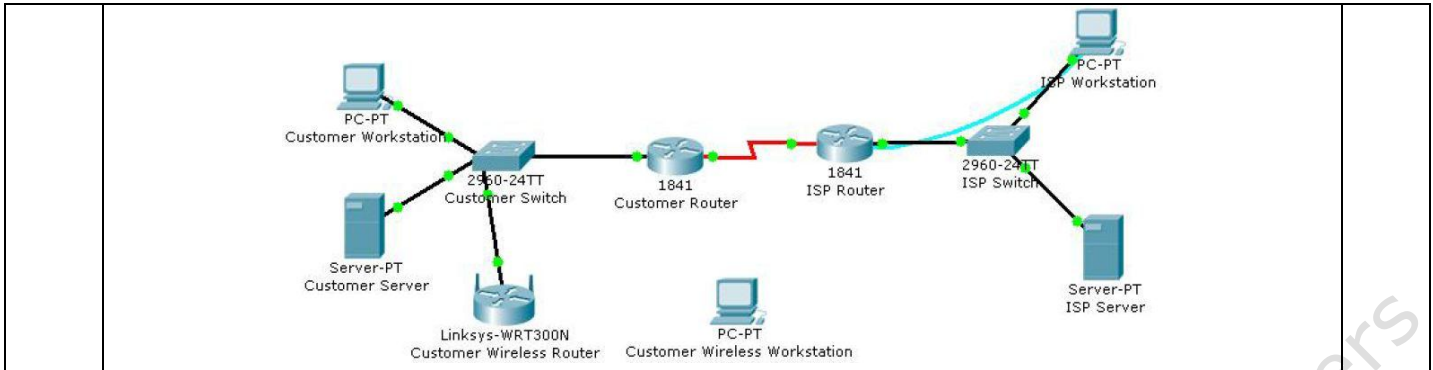 PC-PT
Customer Workstation
2960-24TT
Customer Switch
Server-PT
Customer Server
Linksys-WRT300N
Customer Wireless Router
1841
Customer Router
PC-PT
Customer Wireless Workstation
1841
ISP Router
2960-24TT
ISP Switch
PC-PT
ISP Workstation
Server-PT
ISP Server